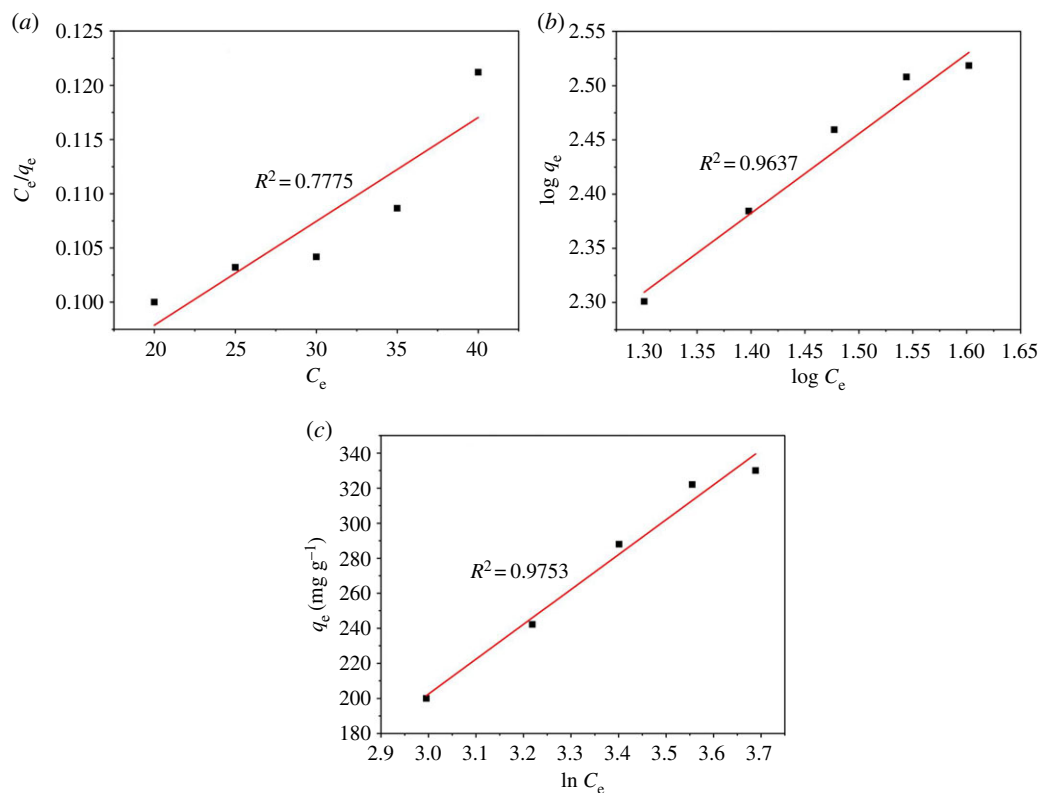 (a)
0.125
0.120
0.115
0.110
0.105
0.100
Ce/qe
R² = 0.7775
20 25 30 35 40
Ce
(b)
2.55
2.50
2.45
2.40
2.35
2.30
log qe
R² = 0.9637
1.30 1.35 1.40 1.45 1.50 1.55 1.60 1.65
log Ce
(c)
340
320
300
280
260
240
220
200
180
qe (mg g⁻¹)
R² = 0.9753
2.9 3.0 3.1 3.2 3.3 3.4 3.5 3.6 3.7
ln Ce